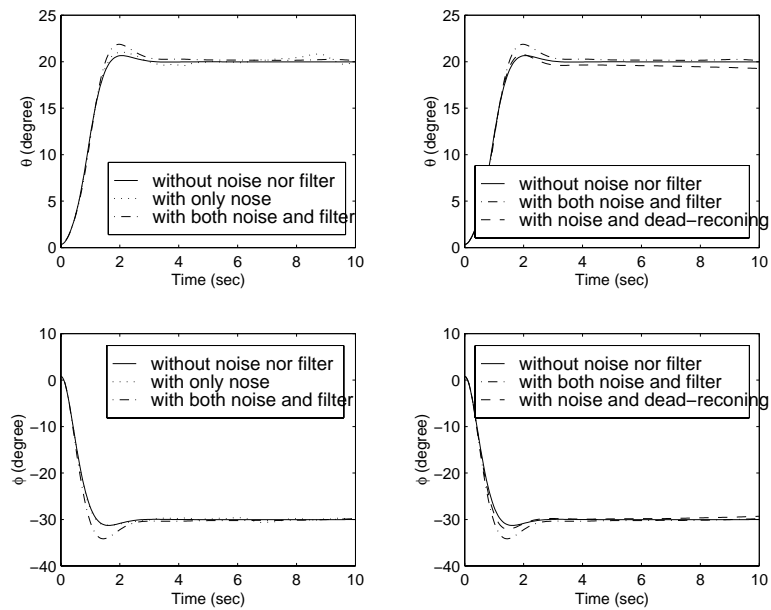 25
20
15
10
5
0
θ (degree)
without noise nor filter
with only nose
with both noise and filter
0 2 4 6 8 10
Time (sec)
25
20
15
10
5
0
θ (degree)
without noise nor filter
with both noise and filter
with noise and dead−reconing
0 2 4 6 8 10
Time (sec)
10
0
−10
−20
−30
−40
ϕ (degree)
without noise nor filter
with only nose
with both noise and filter
0 2 4 6 8 10
Time (sec)
10
0
−10
−20
−30
−40
ϕ (degree)
without noise nor filter
with both noise and filter
with noise and dead−reconing
0 2 4 6 8 10
Time (sec)